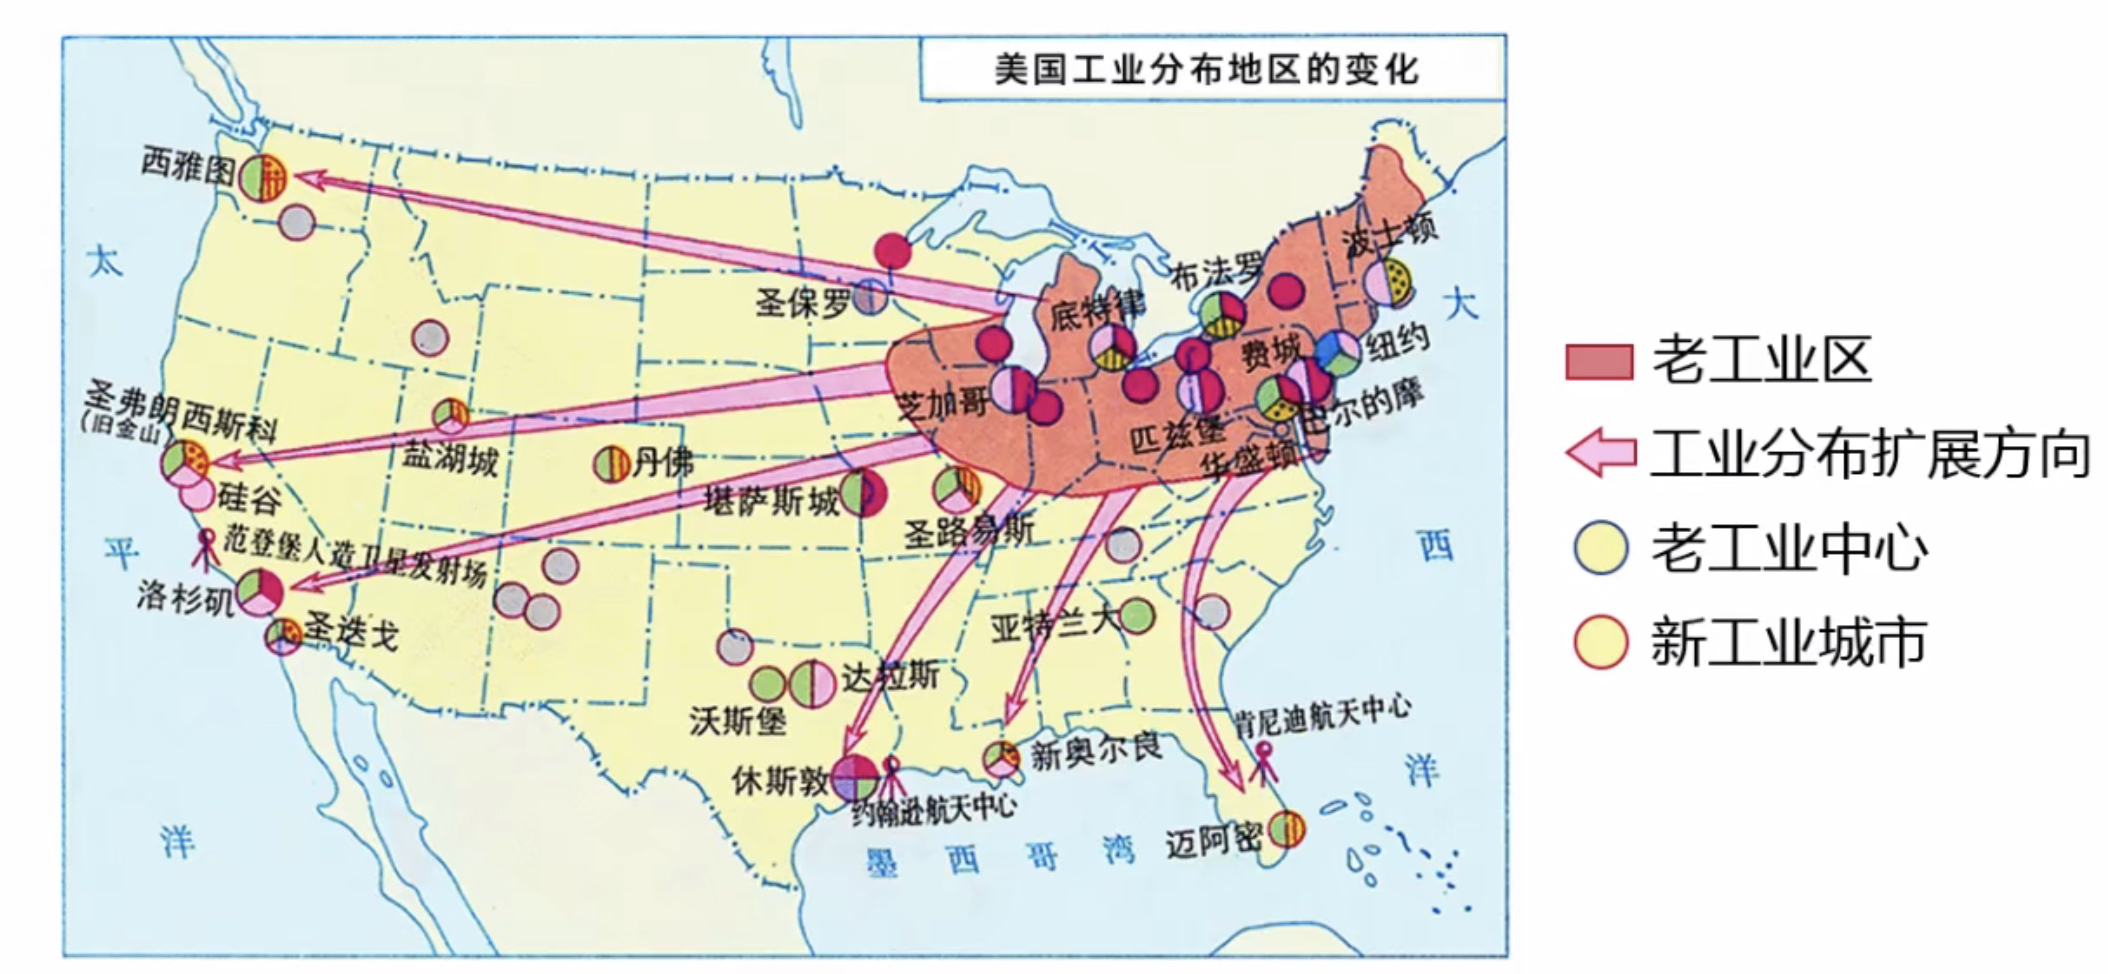 美国工业分布地区的变化
西雅图
太
圣保罗
底特律
布法罗
波士顿
大
芝加哥
费城
纽约
巴尔的摩
匹兹堡
华盛顿
圣弗朗西斯科
(旧金山)
盐湖城
丹佛
堪萨斯城
圣路易斯
硅谷
平
范登堡人造卫星发射场
洛杉矶
圣迭戈
西
亚特兰大
达拉斯
沃斯堡
肯尼迪航天中心
新奥尔良
休斯敦
约翰逊航天中心
洋
洋
墨西哥湾
迈阿密
老工业区
工业分布扩展方向
老工业中心
新工业城市